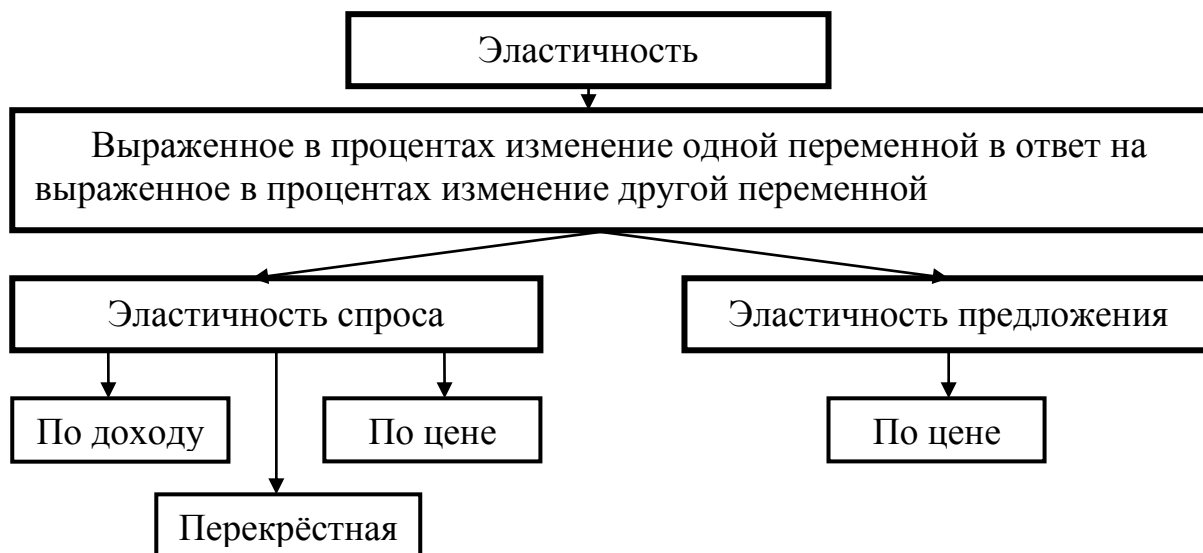 Эластичность
Выраженное в процентах изменение одной переменной в ответ на
выраженное в процентах изменение другой переменной
Эластичность спроса
Эластичность предложения
По доходу
По цене
По цене
Перекрёстная